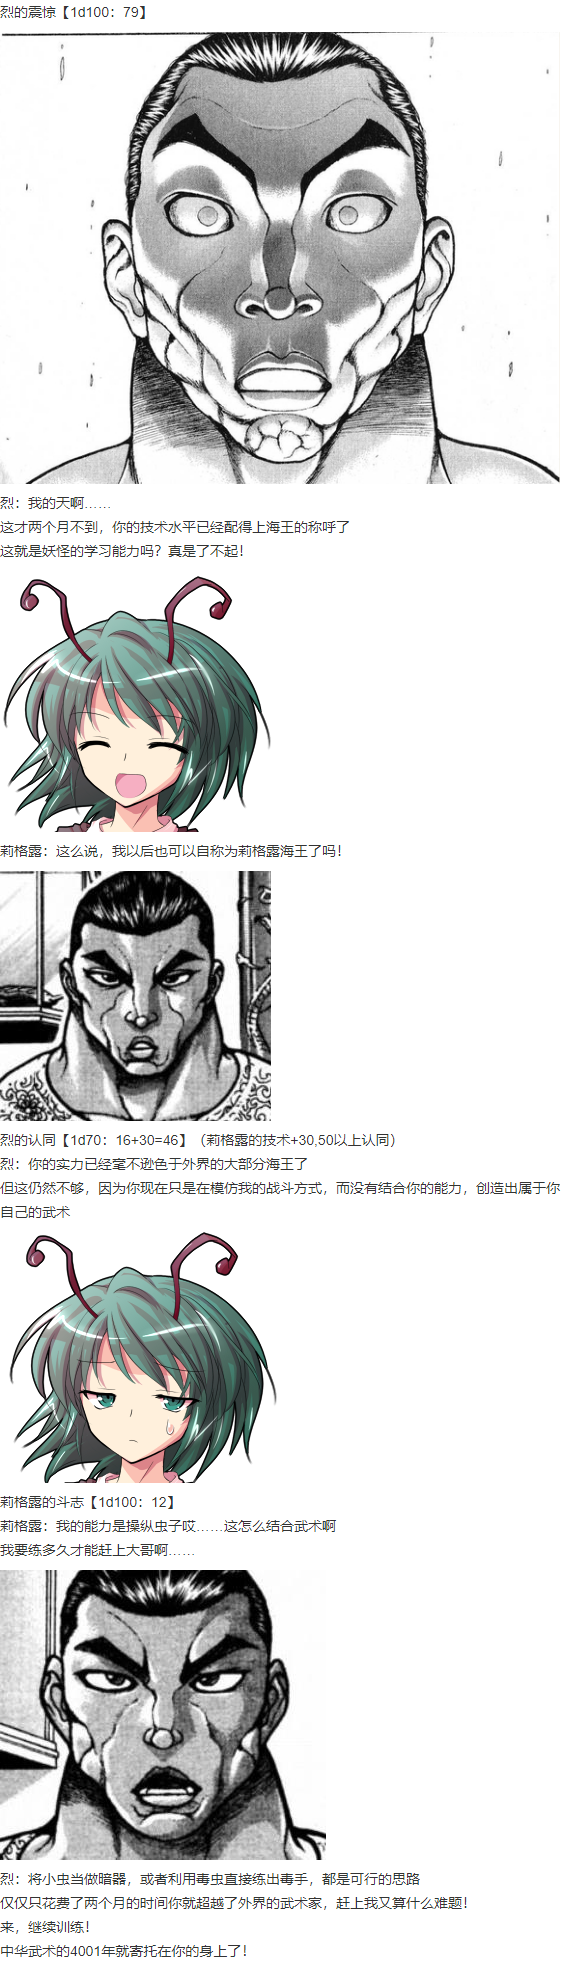 烈的震惊【1d100：79】
烈：我的天啊……
这才两个月不到，你的技术水平已经配得上海王的称呼了
这就是妖怪的学习能力吗？真是了不起！
莉格露：这么说，我以后也可以自称为莉格露海王了吗！
烈的认同【1d70：16+30=46】（莉格露的技术+30,50以上认同）
烈：你的实力已经毫不逊色于外界的大部分海王了
但这仍然不够，因为你现在只是在模仿我的战斗方式，而没有结合你的能力，创造出属于你
自己的武术
莉格露的斗志【1d100：12】
莉格露：我的能力是操纵虫子哎……这怎么结合武术啊
我要练多久才能赶上大哥啊……
烈：将小虫当做暗器，或者利用毒虫直接练出毒手，都是可行的思路
仅仅只花费了两个月的时间你就超越了外界的武术家，赶上我又算什么难题！
来，继续训练！
中华武术的4001年就寄托在你的身上了！